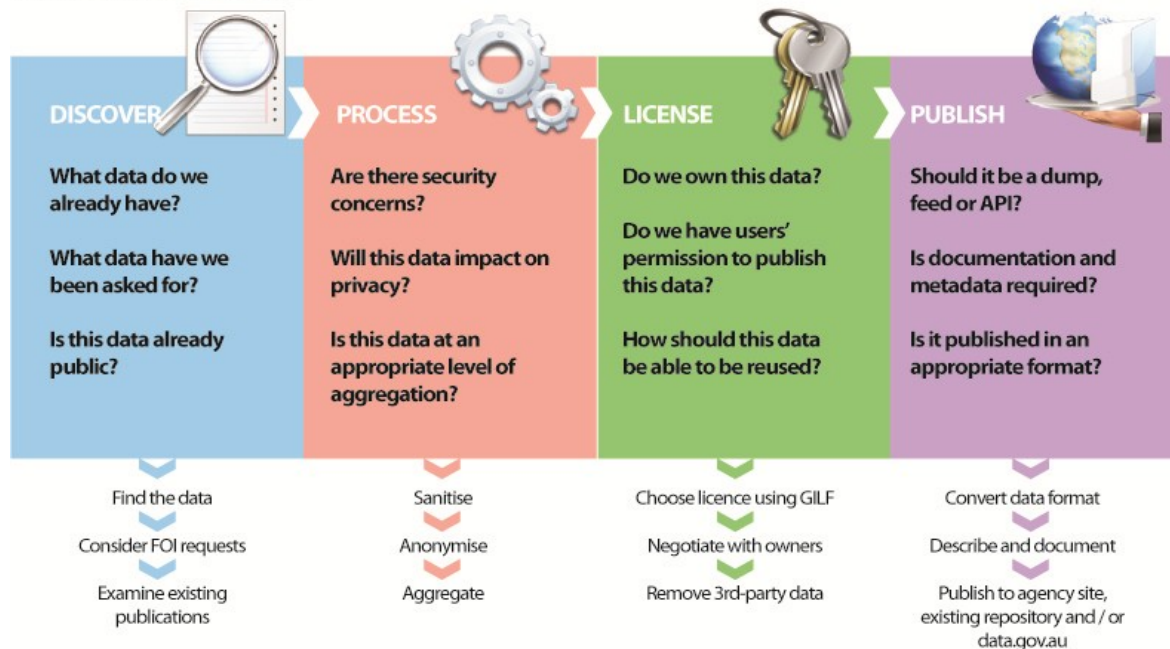 DISCOVER
What data do we
already have?
What data have we
been asked for?
Is this data already
public?
Find the data
Consider FOI requests
Examine existing
publications
PROCESS
Are there security
concerns?
Will this data impact on
privacy?
Is this data at an
appropriate level of
aggregation?
Sanitise
Anonymise
Aggregate
LICENSE
Do we own this data?
Do we have users’
permission to publish
this data?
How should this data
be able to be reused?
Choose licence using GILF
Negotiate with owners
Remove 3rd-party data
PUBLISH
Should it be a dump,
feed or API?
Is documentation and
metadata required?
Is it published in an
appropriate format?
Convert data format
Describe and document
Publish to agency site,
existing repository and / or
data.gov.au